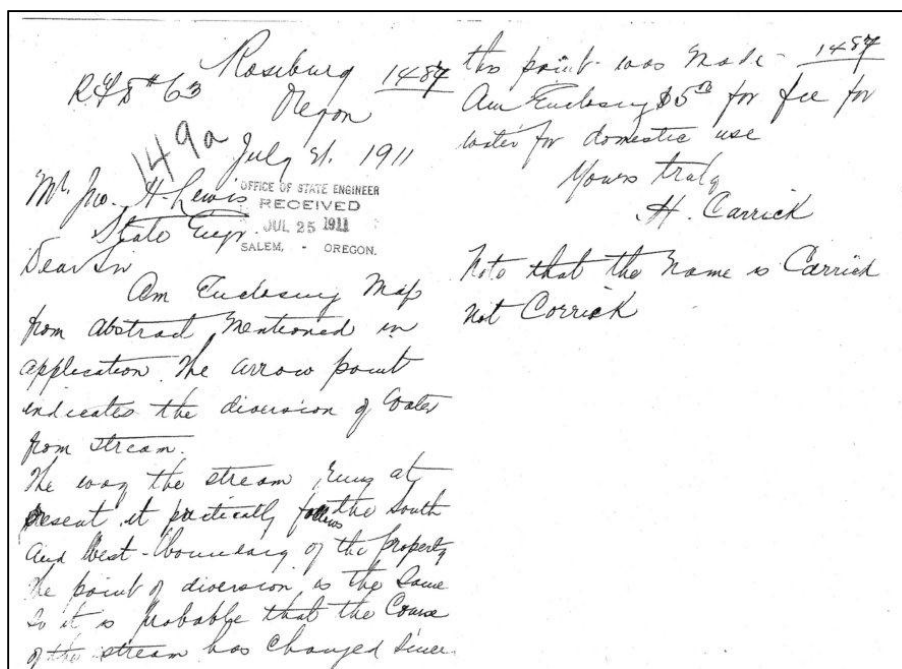 Roseburg 1487
Oregon
149a
July 21. 1911
Mr. Jno. H. Lewis
OFFICE OF STATE ENGINEER
RECEIVED
JUL 25 1911
SALEM, - OREGON.
State Engr.
Dear Sir
Am Enclosing Map
from abstract mentioned in
application. The arrow point
indicates the diversion of water
from stream.
The way the stream runs at
present it practically follows the South
and West-boundary of the property
The point of diversion is the Same
So it is probable that the Course
of the stream has Changed Since
this point was Made - 1487
Am Enclosing $5 00 for fee for
water for domestic use
Yours truly
H. Carrick
Note that the Name is Carrick
not Corrick